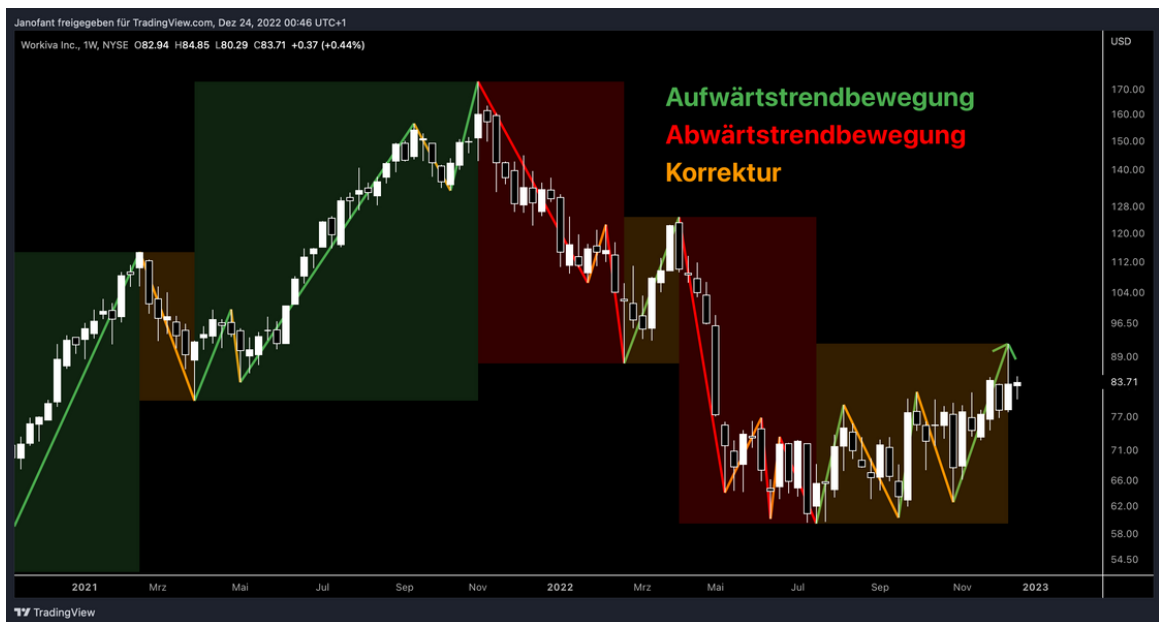 Janofant freigegeben für TradingView.com, Dez 24, 2022 00:46 UTC+1
Workiva Inc., 1W, NYSE O82.94 H84.85 L80.29 C83.71 +0.37 (+0.44%)
USD
Aufwärtstrendbewegung
Abwärtstrendbewegung
Korrektur
170.00
160.00
150.00
140.00
128.00
120.00
112.00
104.00
96.50
89.00
83.71
77.00
71.00
66.00
62.00
58.00
54.50
2021 Mrz Mai Jul Sep Nov 2022 Mrz Mai Jul Sep Nov 2023
TradingView